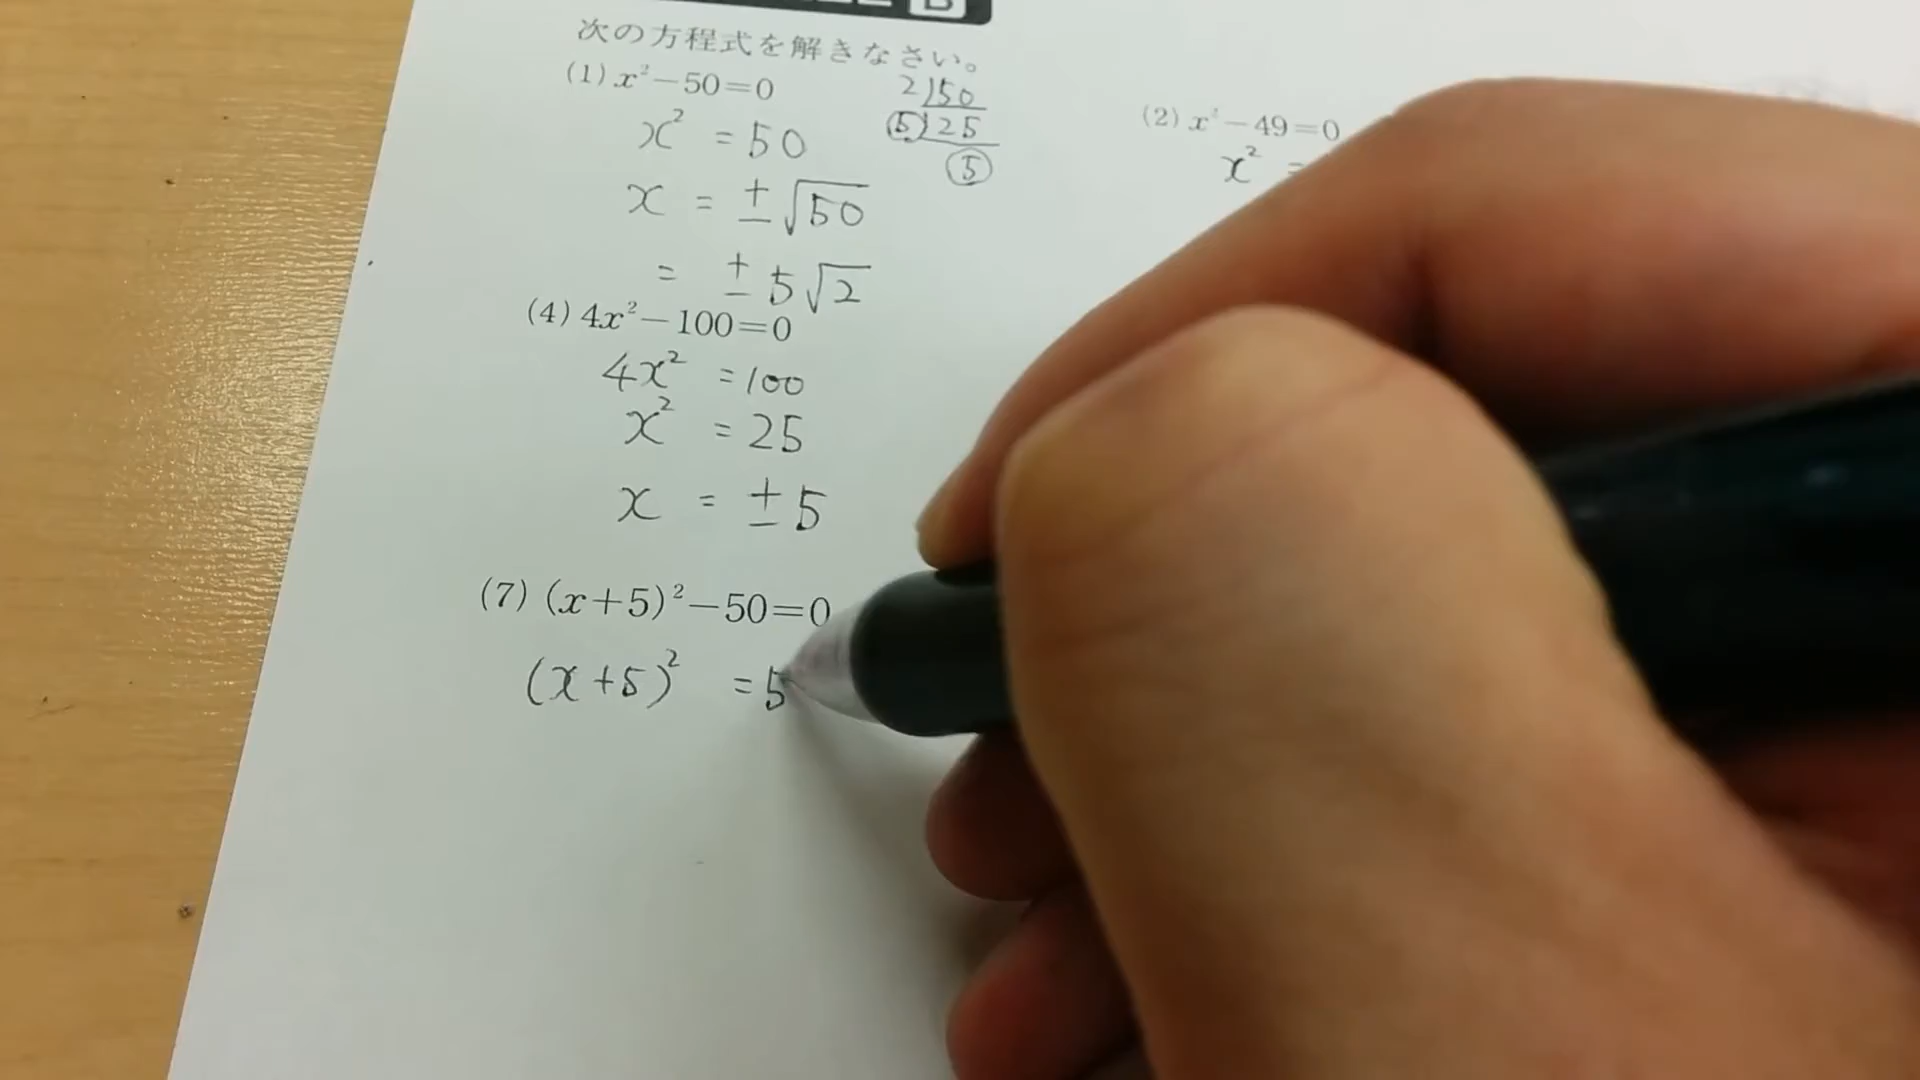 B
次の方程式を解きなさい。
(1) x²−50=0
x² = 50
x = ±√50
= ±5√2
2)50
5)25
5
(2) x²−49=0
x² =
(4) 4x²−100=0
4x² = 100
x² = 25
x = ±5
(7) (x+5)²−50=0
(x+5)² = 5